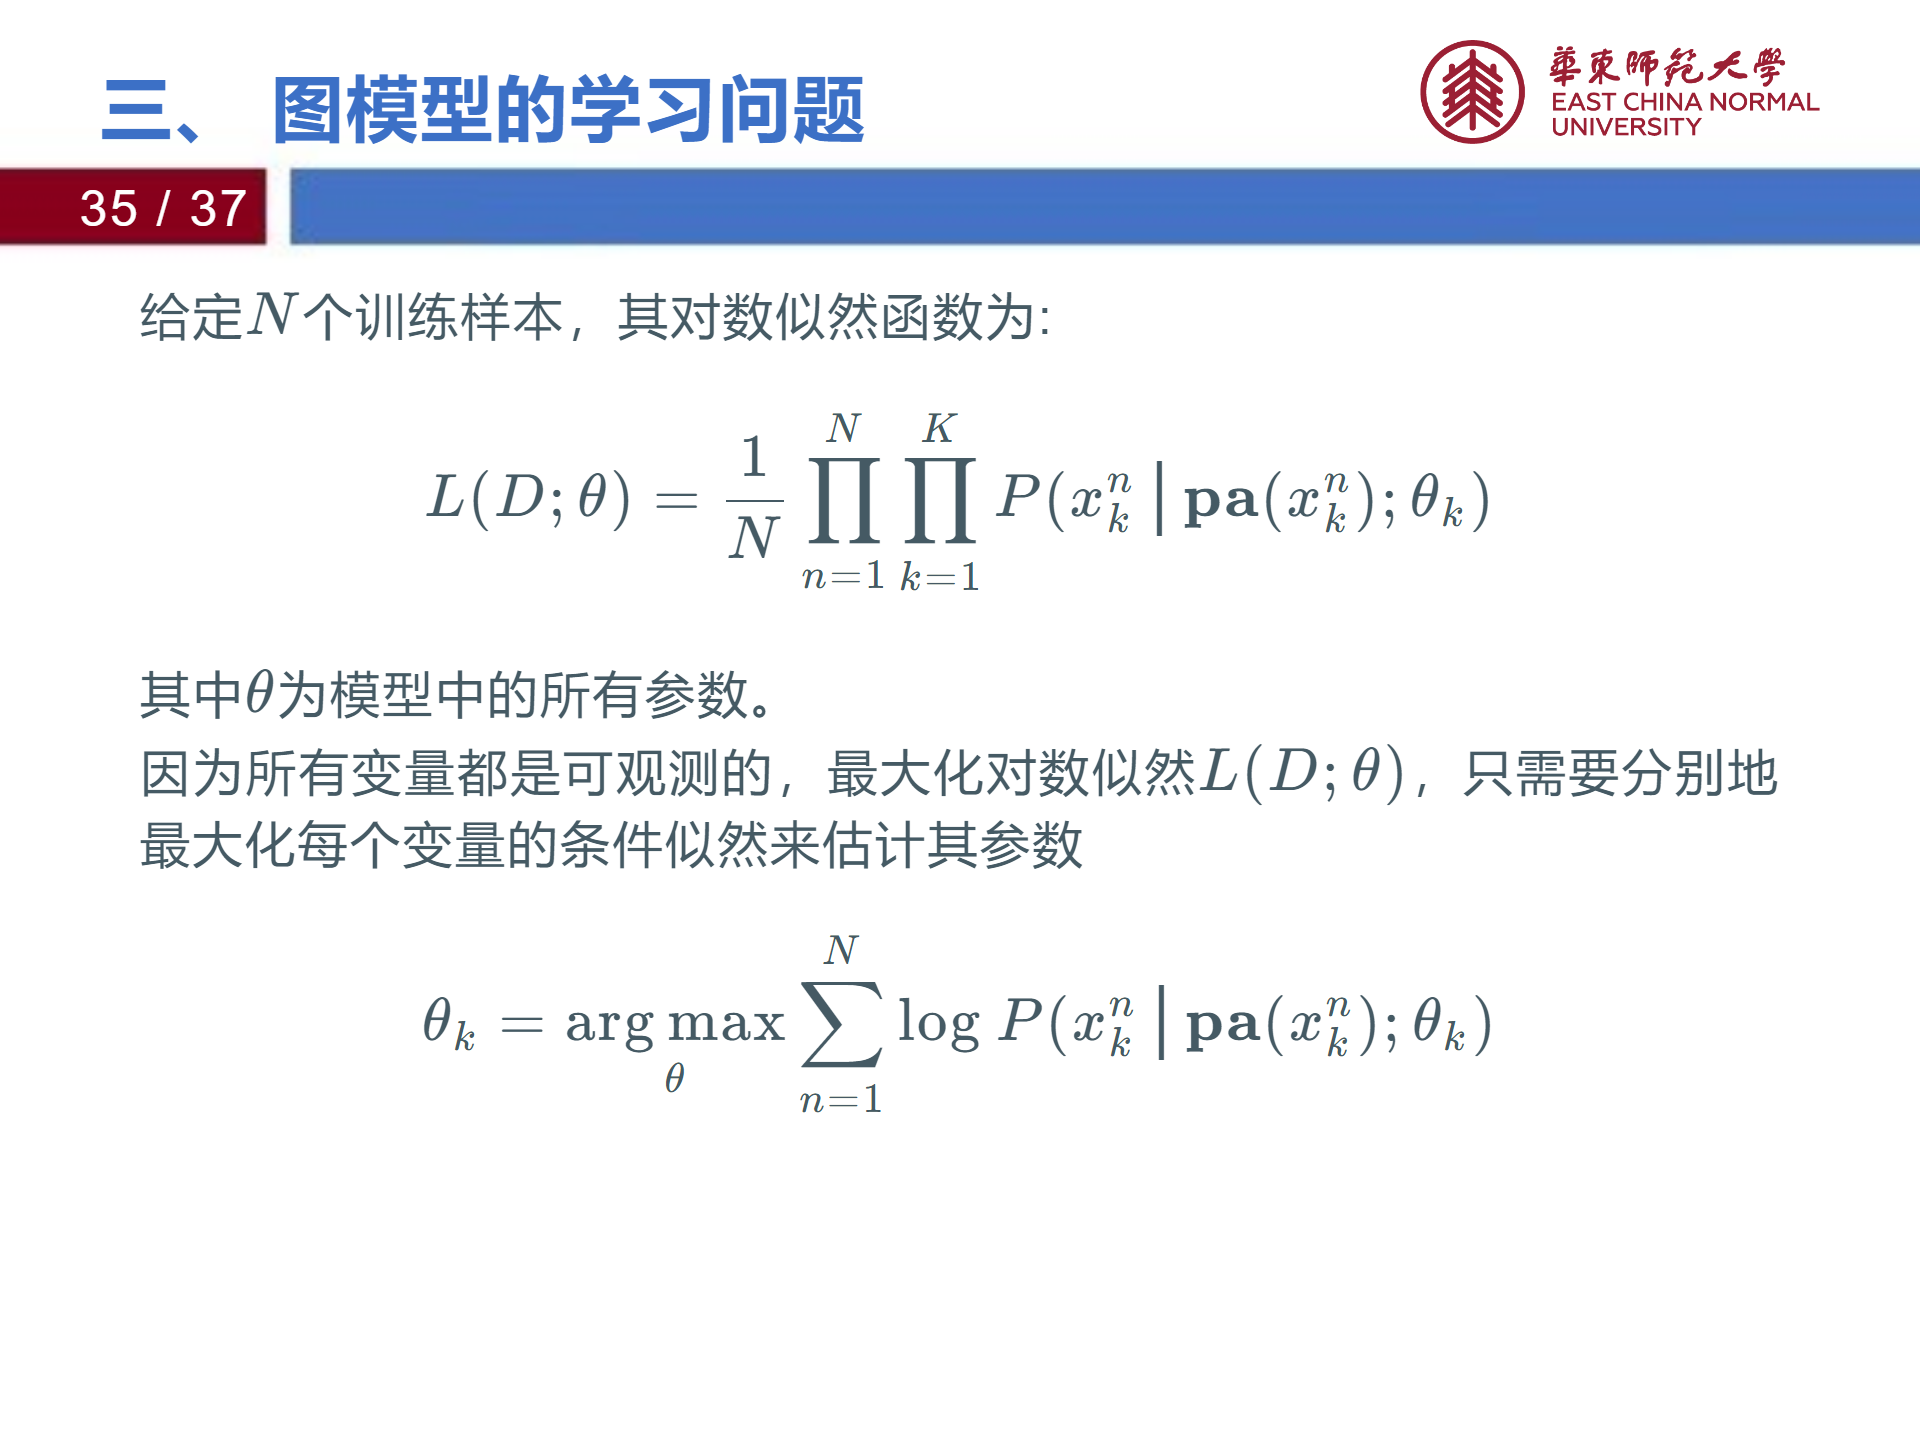 三、 图模型的学习问题
華東師範大學
EAST CHINA NORMAL
UNIVERSITY
35 / 37
给定N个训练样本，其对数似然函数为:
L(D; θ) = \frac{1}{N} \prod_{n=1}^{N} \prod_{k=1}^{K} P(x_k^n | pa(x_k^n); θ_k)
其中θ为模型中的所有参数。
因为所有变量都是可观测的，最大化对数似然L(D; θ)，只需要分别地
最大化每个变量的条件似然来估计其参数
θ_k = \arg\max_θ \sum_{n=1}^{N} \log P(x_k^n | pa(x_k^n); θ_k)